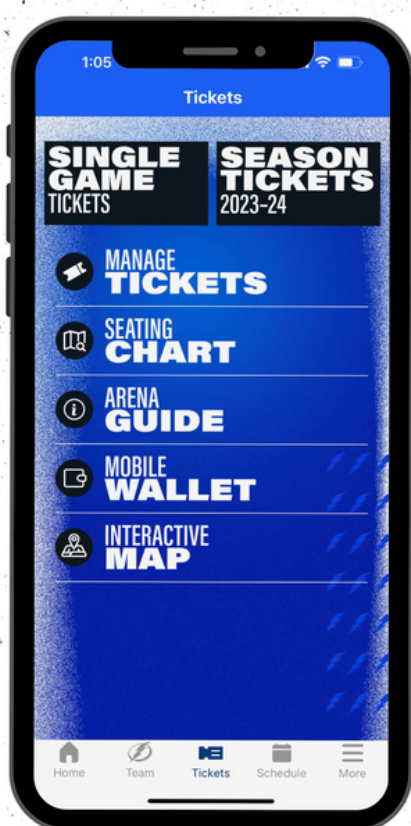 1:05
Tickets
SINGLE
GAME
TICKETS
SEASON
TICKETS
2023-24
MANAGE
TICKETS
SEATING
CHART
ARENA
GUIDE
MOBILE
WALLET
INTERACTIVE
MAP
Home Team Tickets Schedule More